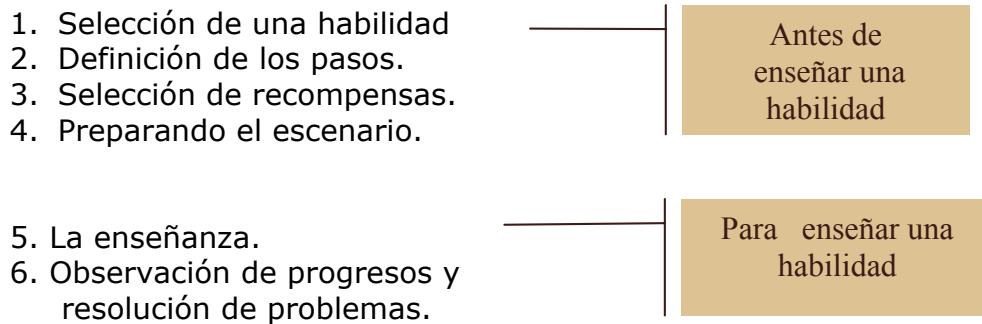 1. Selección de una habilidad
2. Definición de los pasos.
3. Selección de recompensas.
4. Preparando el escenario.
Antes de
enseñar una
habilidad
5. La enseñanza.
6. Observación de progresos y
resolución de problemas.
Para enseñar una
habilidad